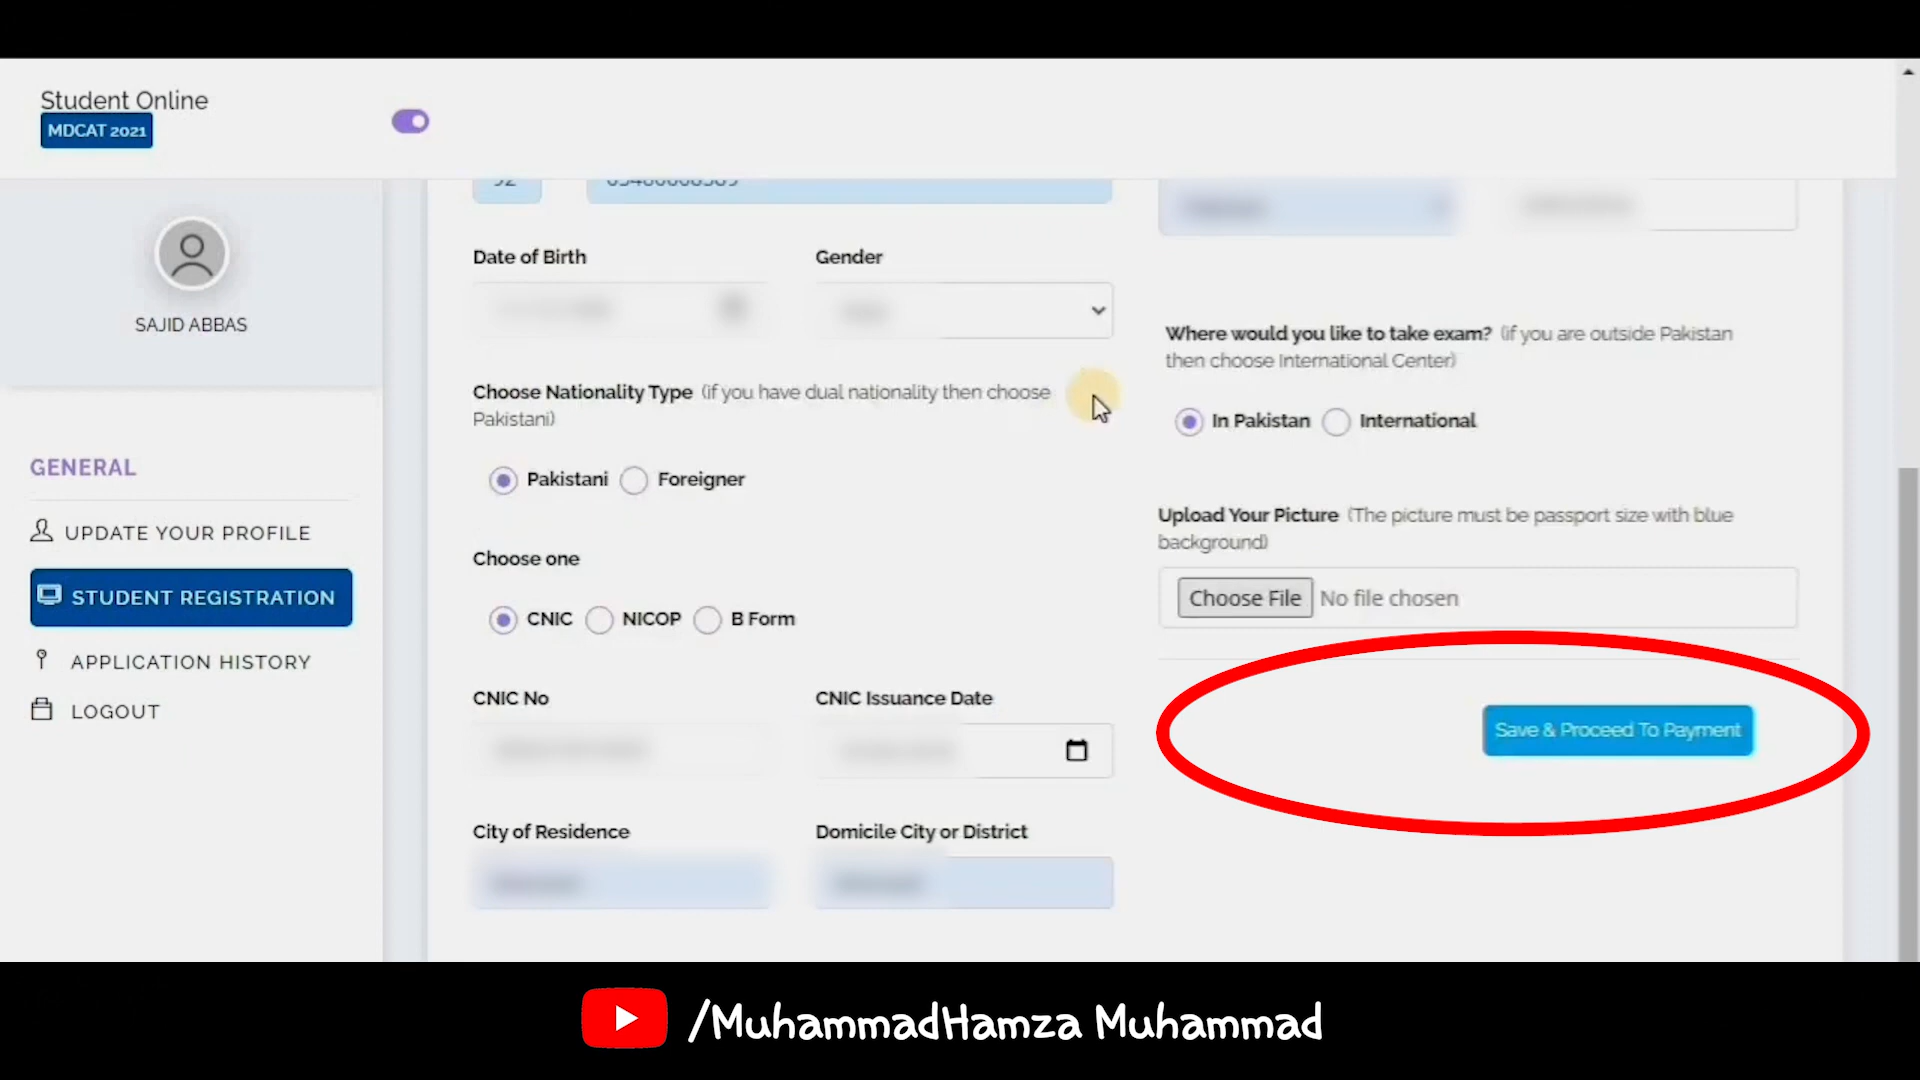 Student Online
MDCAT 2021
SAJID ABBAS
GENERAL
UPDATE YOUR PROFILE
STUDENT REGISTRATION
APPLICATION HISTORY
LOGOUT
Date of Birth
Gender
Choose Nationality Type (if you have dual nationality then choose
Pakistani)
Pakistani
Foreigner
Choose one
CNIC
NICOP
B Form
CNIC No
CNIC Issuance Date
City of Residence
Domicile City or District
Where would you like to take exam? (if you are outside Pakistan
then choose International Center)
In Pakistan
International
Upload Your Picture (The picture must be passport size with blue
background)
Choose File No file chosen
Save & Proceed To Payment
/MuhammadHamza Muhammad